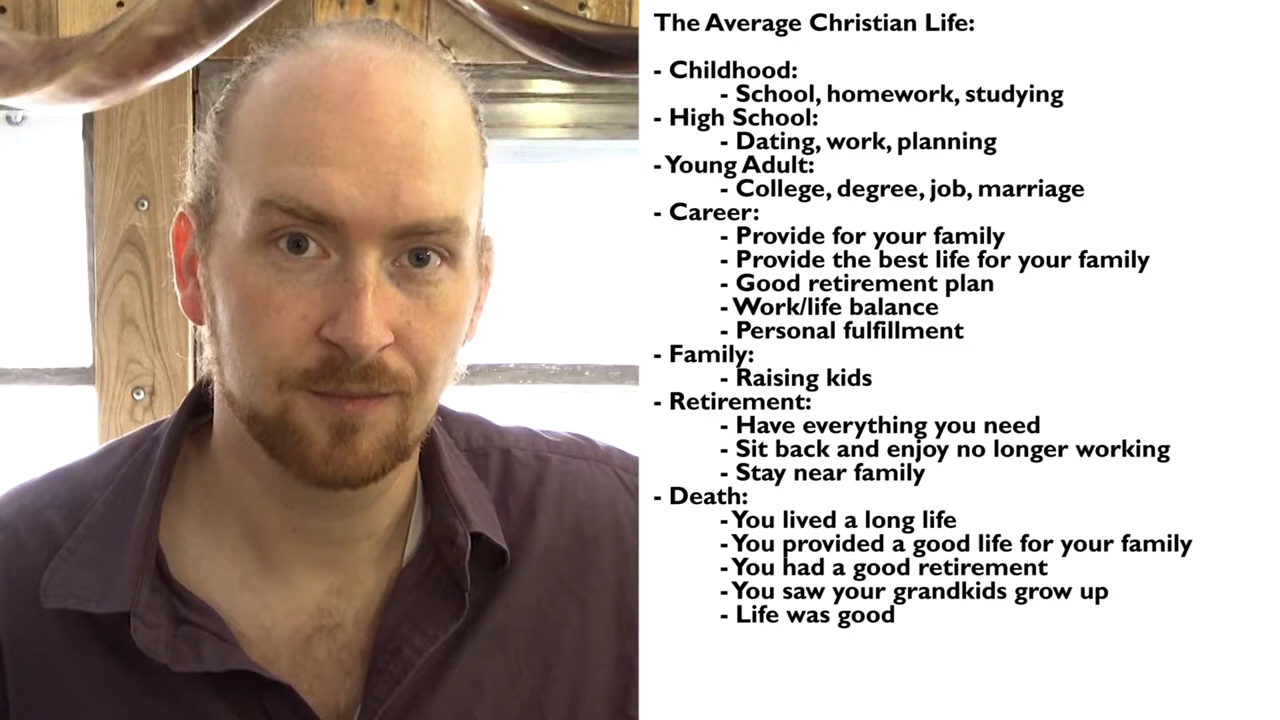 The Average Christian Life:
- Childhood:
- School, homework, studying
- High School:
- Dating, work, planning
- Young Adult:
- College, degree, job, marriage
- Career:
- Provide for your family
- Provide the best life for your family
- Good retirement plan
- Work/life balance
- Personal fulfillment
- Family:
- Raising kids
- Retirement:
- Have everything you need
- Sit back and enjoy no longer working
- Stay near family
- Death:
- You lived a long life
- You provided a good life for your family
- You had a good retirement
- You saw your grandkids grow up
- Life was good